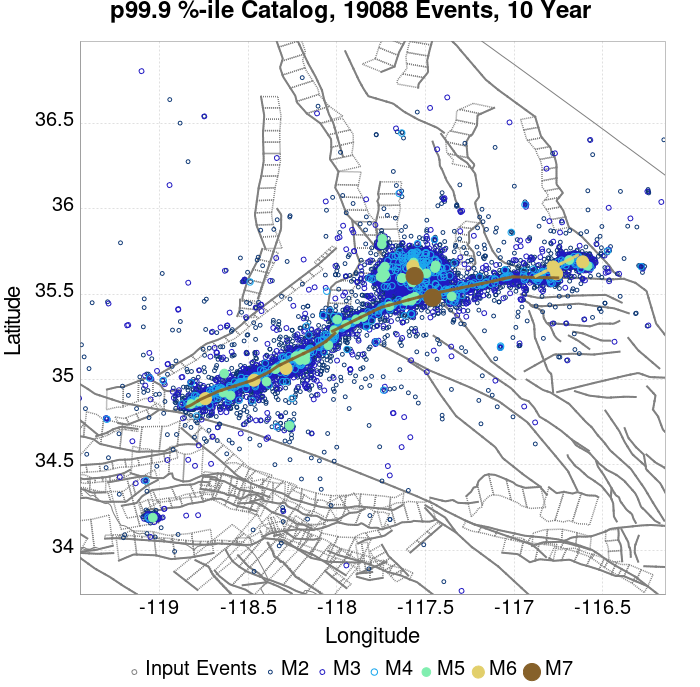 p99.9 %-ile Catalog, 19088 Events, 10 Year
36.5
36
35.5
35
34.5
34
Latitude
-119 -118.5 -118 -117.5 -117 -116.5
Longitude
Input Events M2 M3 M4 M5 M6 M7